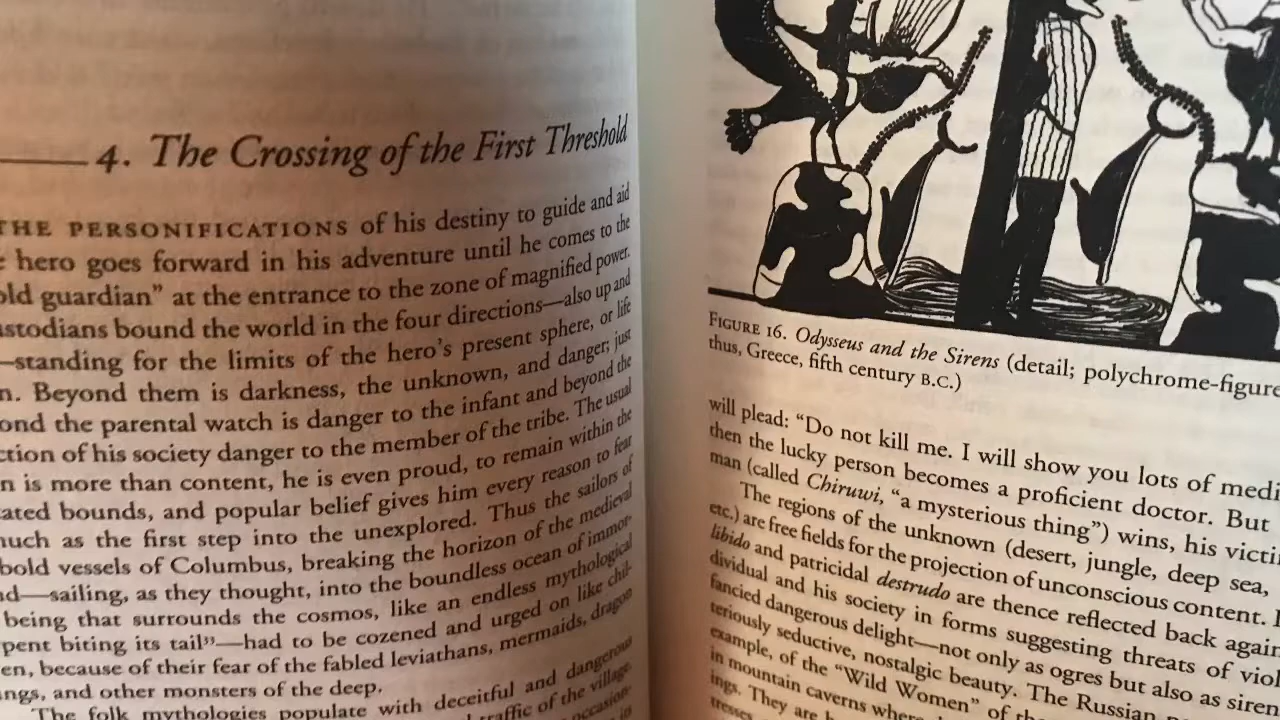 4. The Crossing of the First Threshold
THE PERSONIFICATIONS of his destiny to guide and aid
hero goes forward in his adventure until he comes to the
old guardian” at the entrance to the zone of magnified power.
ustodians bound the world in the four directions—also up and
—standing for the limits of the hero’s present sphere, or life
n. Beyond them is darkness, the unknown, and danger; just
ond the parental watch is danger to the infant and beyond the
ction of his society danger to the member of the tribe. The usual
n is more than content, he is even proud, to remain within the
ated bounds, and popular belief gives him every reason to fear
much as the first step into the unexplored. Thus the sailors of
bold vessels of Columbus, breaking the horizon of the medieval
nd—sailing, as they thought, into the boundless ocean of immor-
being that surrounds the cosmos, like an endless mythological
pent biting its tail”—had to be cozened and urged on like chil-
en, because of their fear of the fabled leviathans, mermaids, dragon
ngs, and other monsters of the deep.
The folk mythologies populate with deceitful and dangerous
traffic of the village.
occasion-
FIGURE 16. Odysseus and the Sirens (detail; polychrome-figure
thus, Greece, fifth century B.C.)
will plead: “Do not kill me. I will show you lots of medi
then the lucky person becomes a proficient doctor. But
man (called Chiruwi, “a mysterious thing”) wins, his victi
The regions of the unknown (desert, jungle, deep sea,
etc.) are free fields for the projection of unconscious content.
libido and patricidal destrudo are thence reflected back again
dividual and his society in forms suggesting threats of viol
fancied dangerous delight—not only as ogres but also as siren
teriously seductive, nostalgic beauty. The Russian
example, of the “Wild Women” of the
in mountain caverns where
ings. They are
tresses